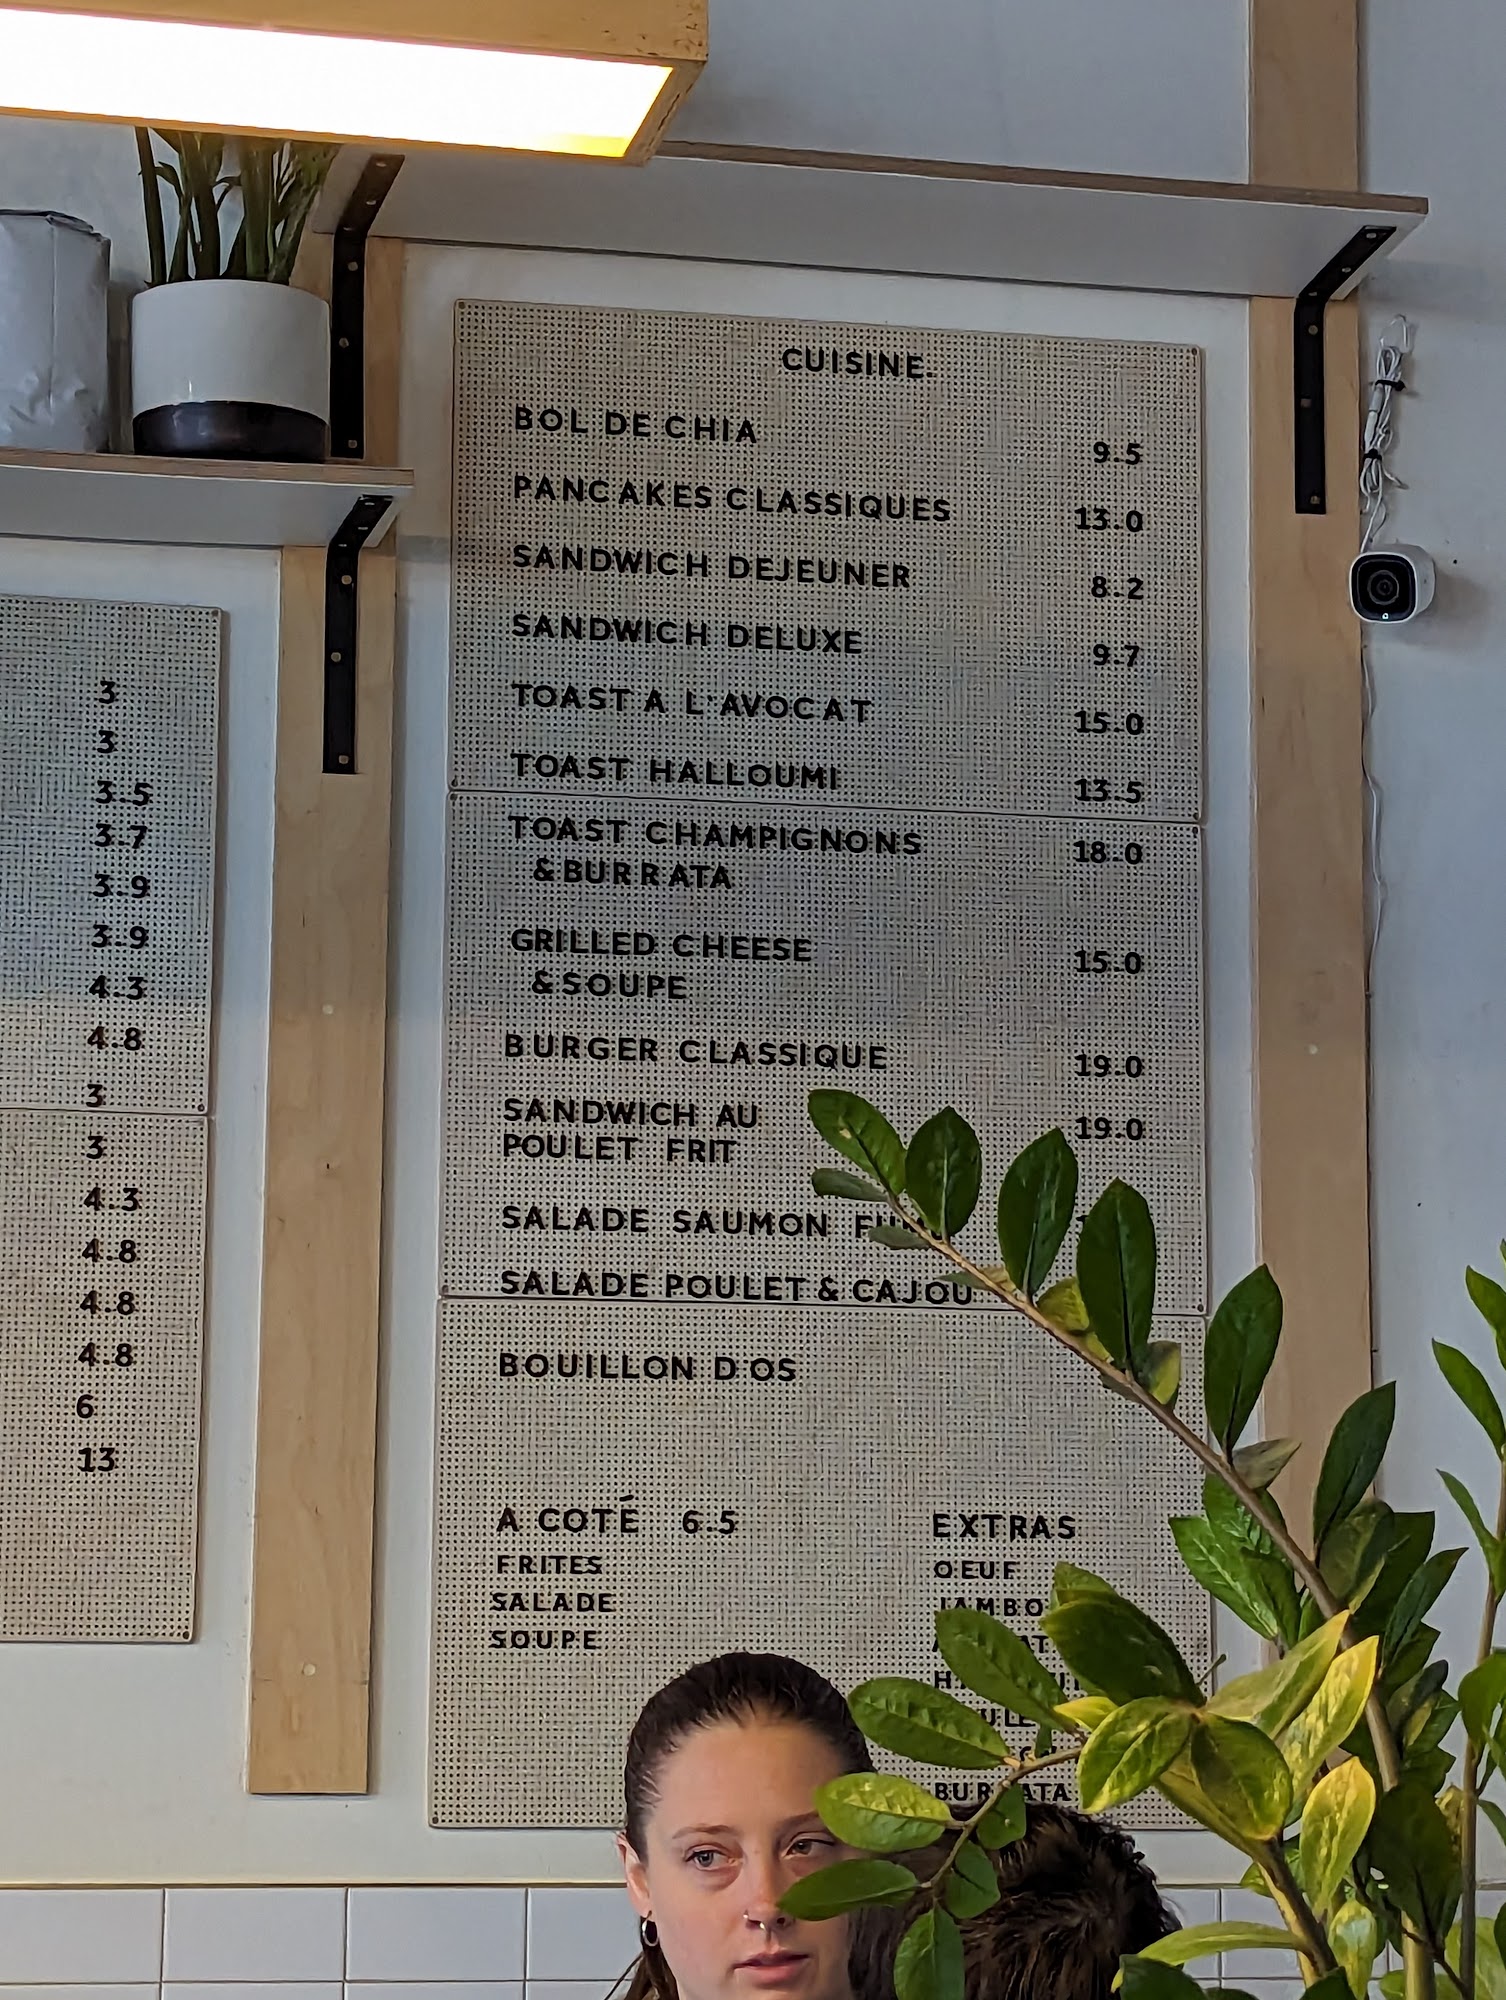 3
3
3.5
3.7
3.9
3.9
4.3
4.8
3
3
4.3
4.8
4.8
4.8
6
13
CUISINE.
BOL DE CHIA 9.5
PANCAKES CLASSIQUES 13.0
SANDWICH DEJEUNER 8.2
SANDWICH DELUXE 9.7
TOAST A L'AVOCAT 15.0
TOAST HALLOUMI 13.5
TOAST CHAMPIGNONS 18.0
& BURRATA
GRILLED CHEESE 15.0
& SOUPE
BURGER CLASSIQUE 19.0
SANDWICH AU 19.0
POULET FRIT
SALADE SAUMON
SALADE POULET & CAJOU
BOUILLON D OS
A COTÉ 6.5
FRITES
SALADE
SOUPE
EXTRAS
OEUF
BURRATA